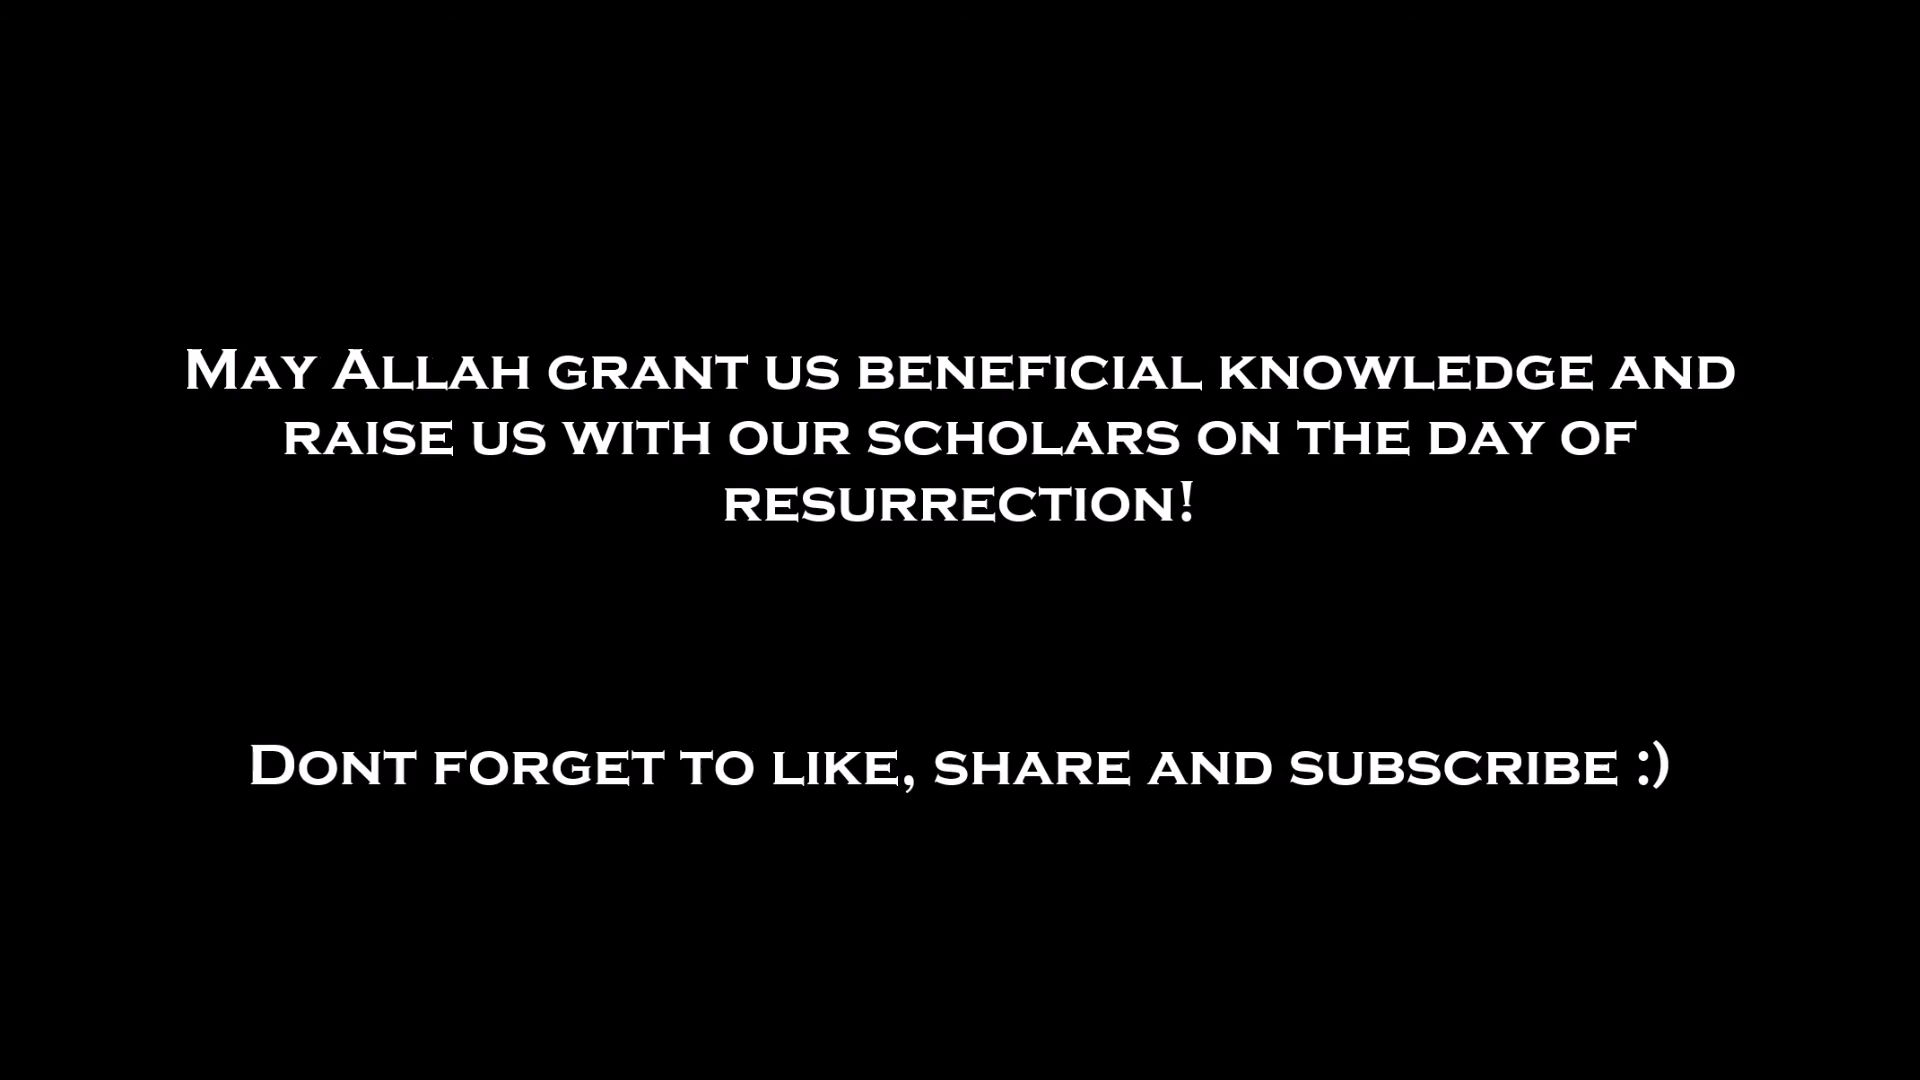 May Allah grant us beneficial knowledge and
raise us with our scholars on the day of
resurrection!
Dont forget to like, share and subscribe :)